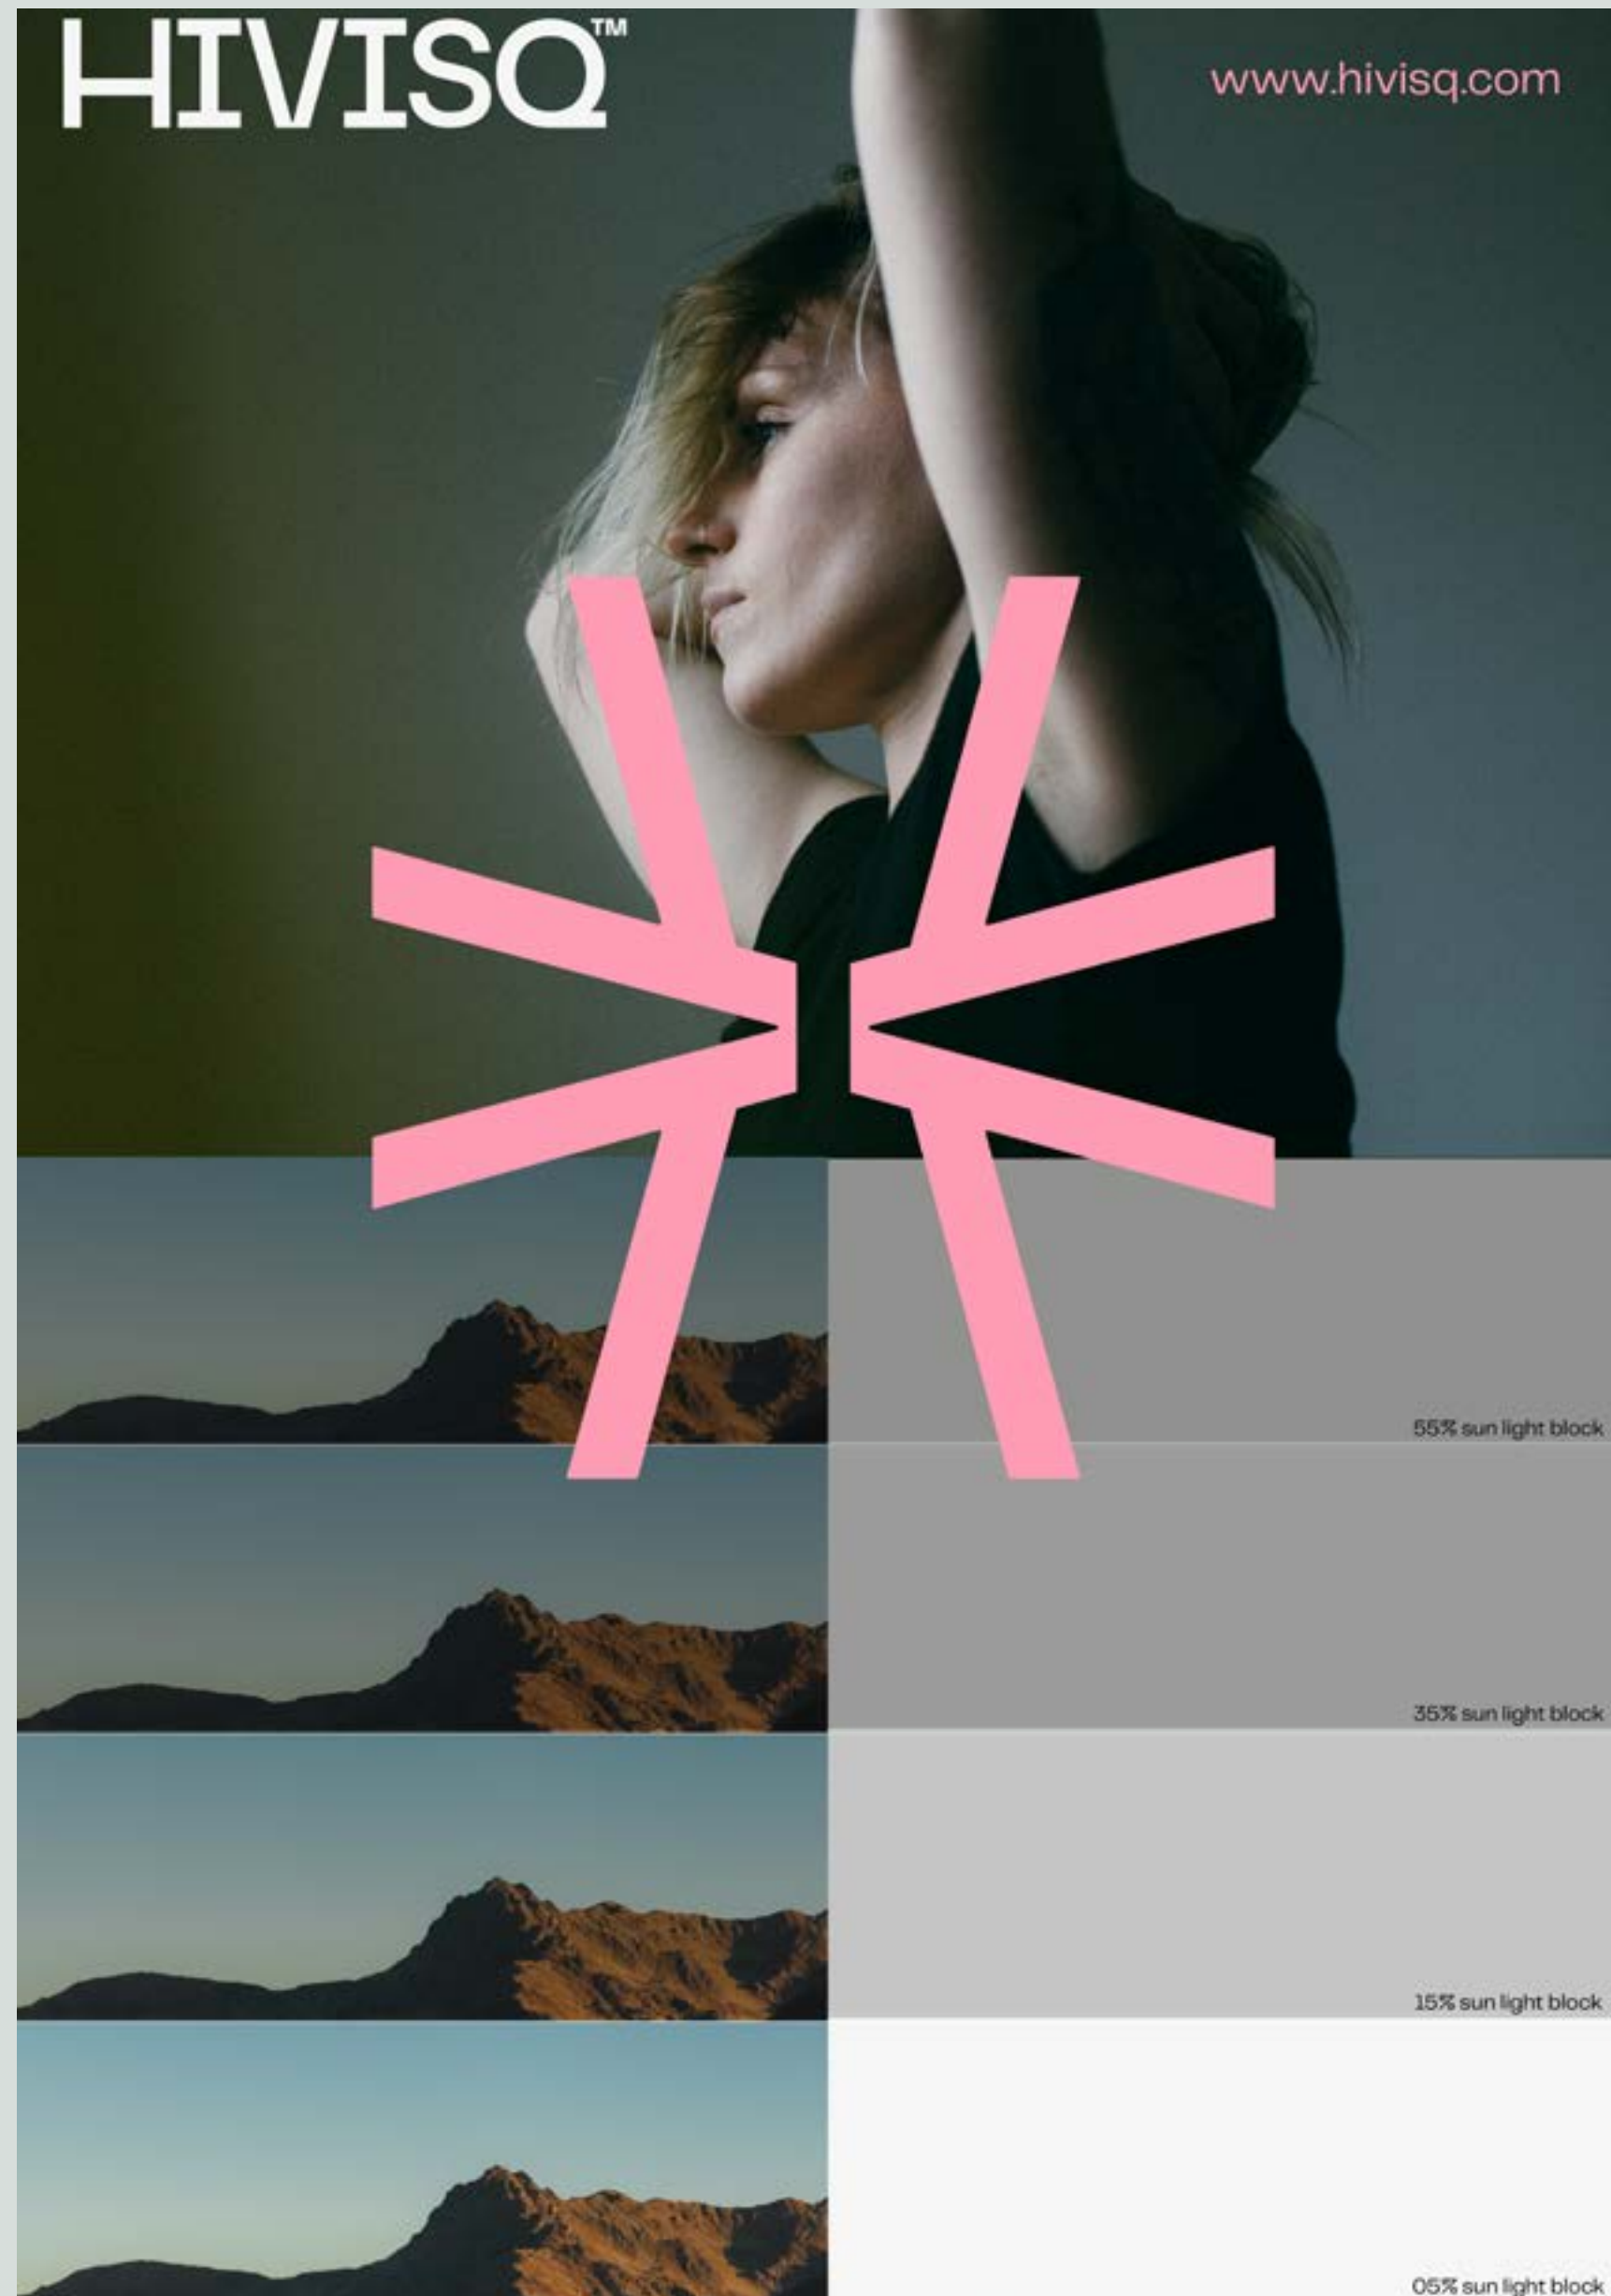 HIVISQ™
www.hivisq.com
55% sun light block
35% sun light block
15% sun light block
05% sun light block